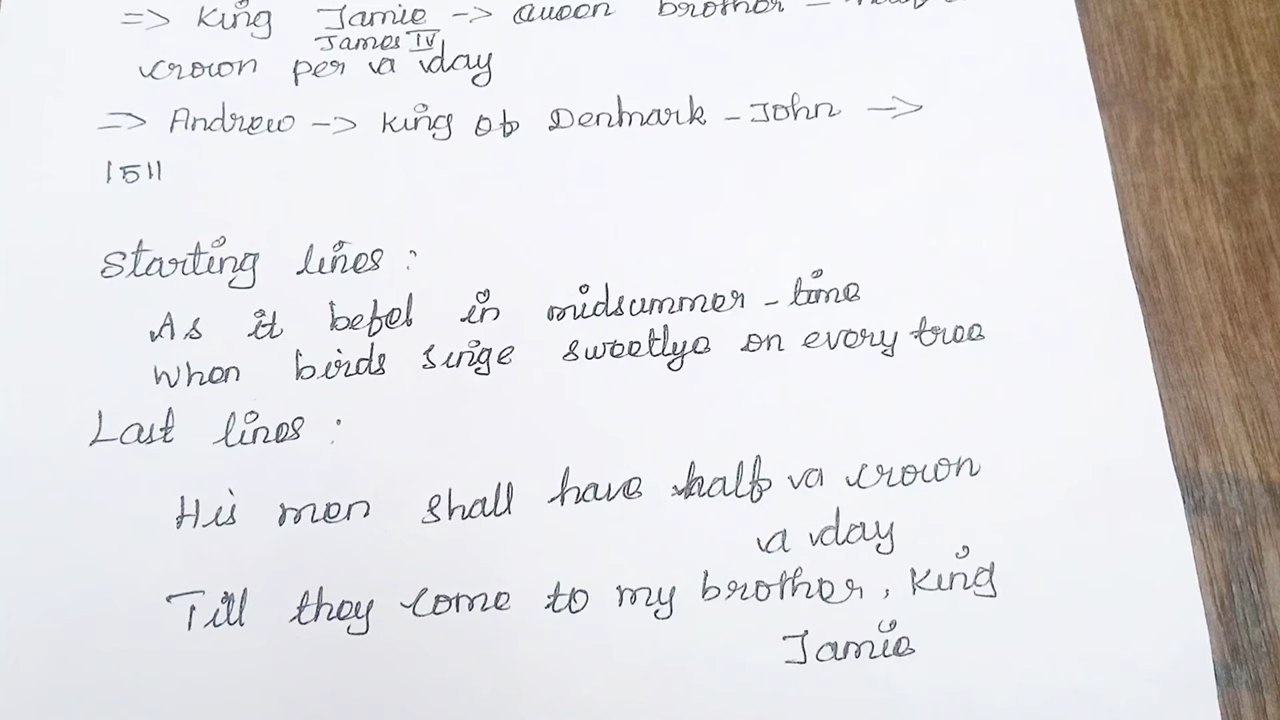 => King Jamie -> Queen brother -
James IV
crown per a day
=> Andrew -> King of Denmark - John ->
1511
Starting lines :
As it befel in midsummer - time
When birds singe sweetlye on every tree
Last lines :
His men shall have half a crown
a day
Till they come to my brother, King
Jamie